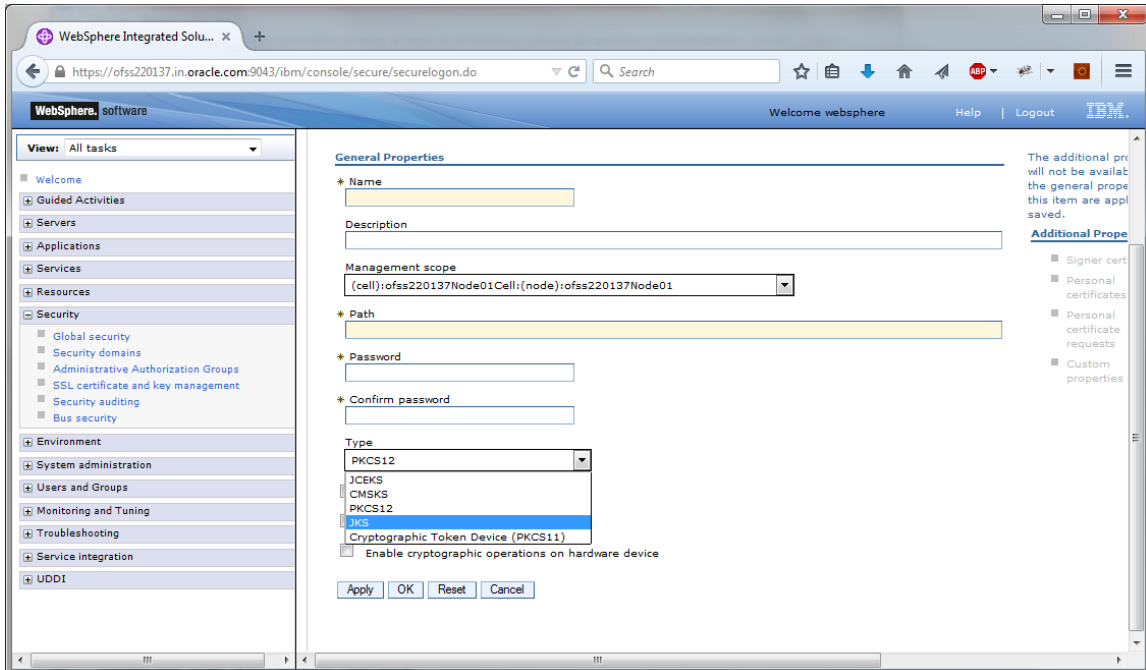 WebSphere Integrated Solu...
https://ofss220137.in.oracle.com:9043/ibm/console/secure/securelogon.do
Search
ABP
WebSphere. software
Welcome websphere
Help | Logout
IBM.
View: All tasks
Welcome
Guided Activities
Servers
Applications
Services
Resources
Security
Global security
Security domains
Administrative Authorization Groups
SSL certificate and key management
Security auditing
Bus security
Environment
System administration
Users and Groups
Monitoring and Tuning
Troubleshooting
Service integration
UDDI
General Properties
* Name
Description
Management scope
(cell):ofss220137Node01Cell:(node):ofss220137Node01
* Path
* Password
* Confirm password
Type
PKCS12
JCEKS
CMSKS
PKCS12
JKS
Cryptographic Token Device (PKCS11)
Enable cryptographic operations on hardware device
Apply OK Reset Cancel
The additional pro
will not be availab
the general prope
this item are appl
saved.
Additional Prope
Signer cert
Personal
certificates
Personal
certificate
requests
Custom
properties